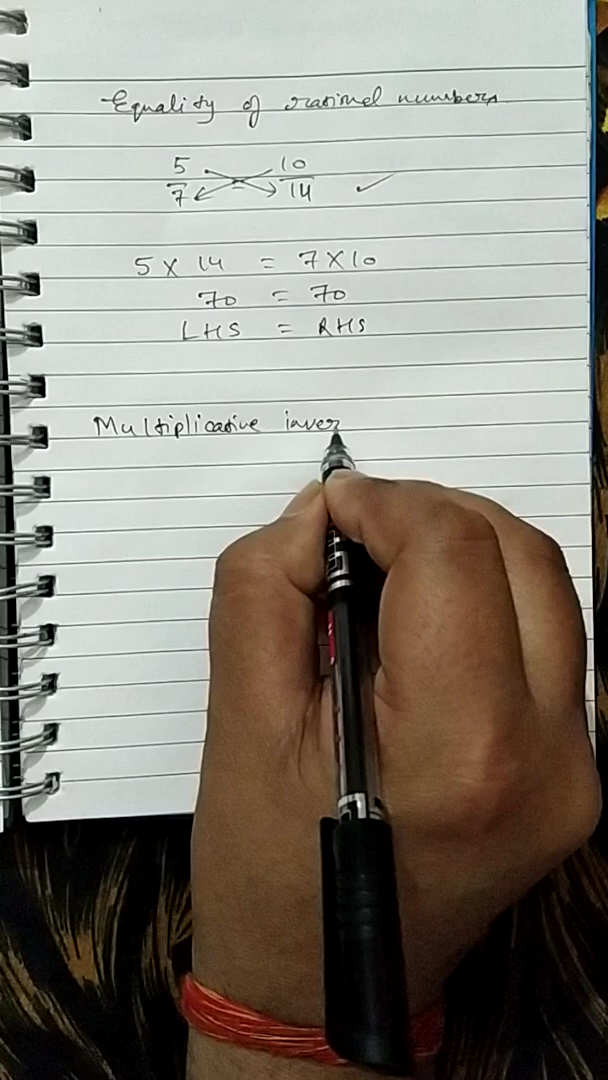 Equality of rational numbers
5/7 = 10/14 ✓
5 × 14 = 7 × 10
70 = 70
LHS = RHS
Multiplicative inver